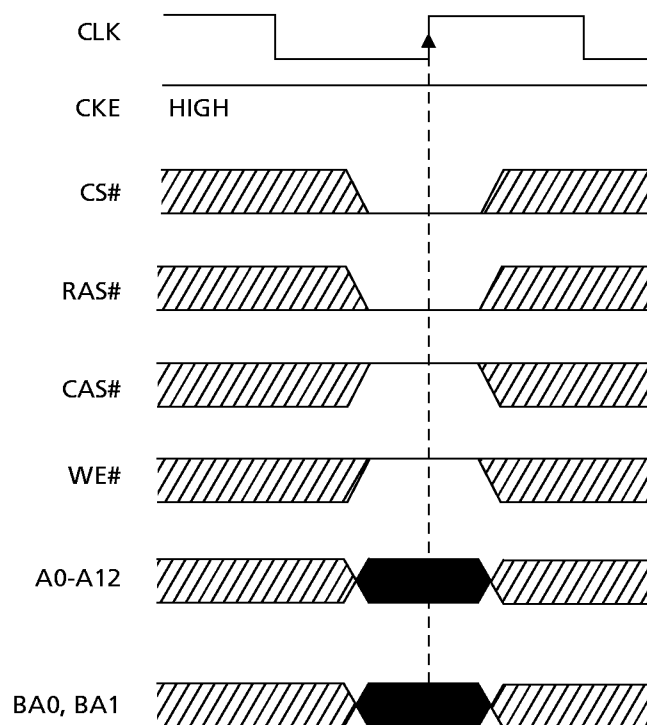 CLK
CKE HIGH
CS#
RAS#
CAS#
WE#
A0-A12
BA0, BA1